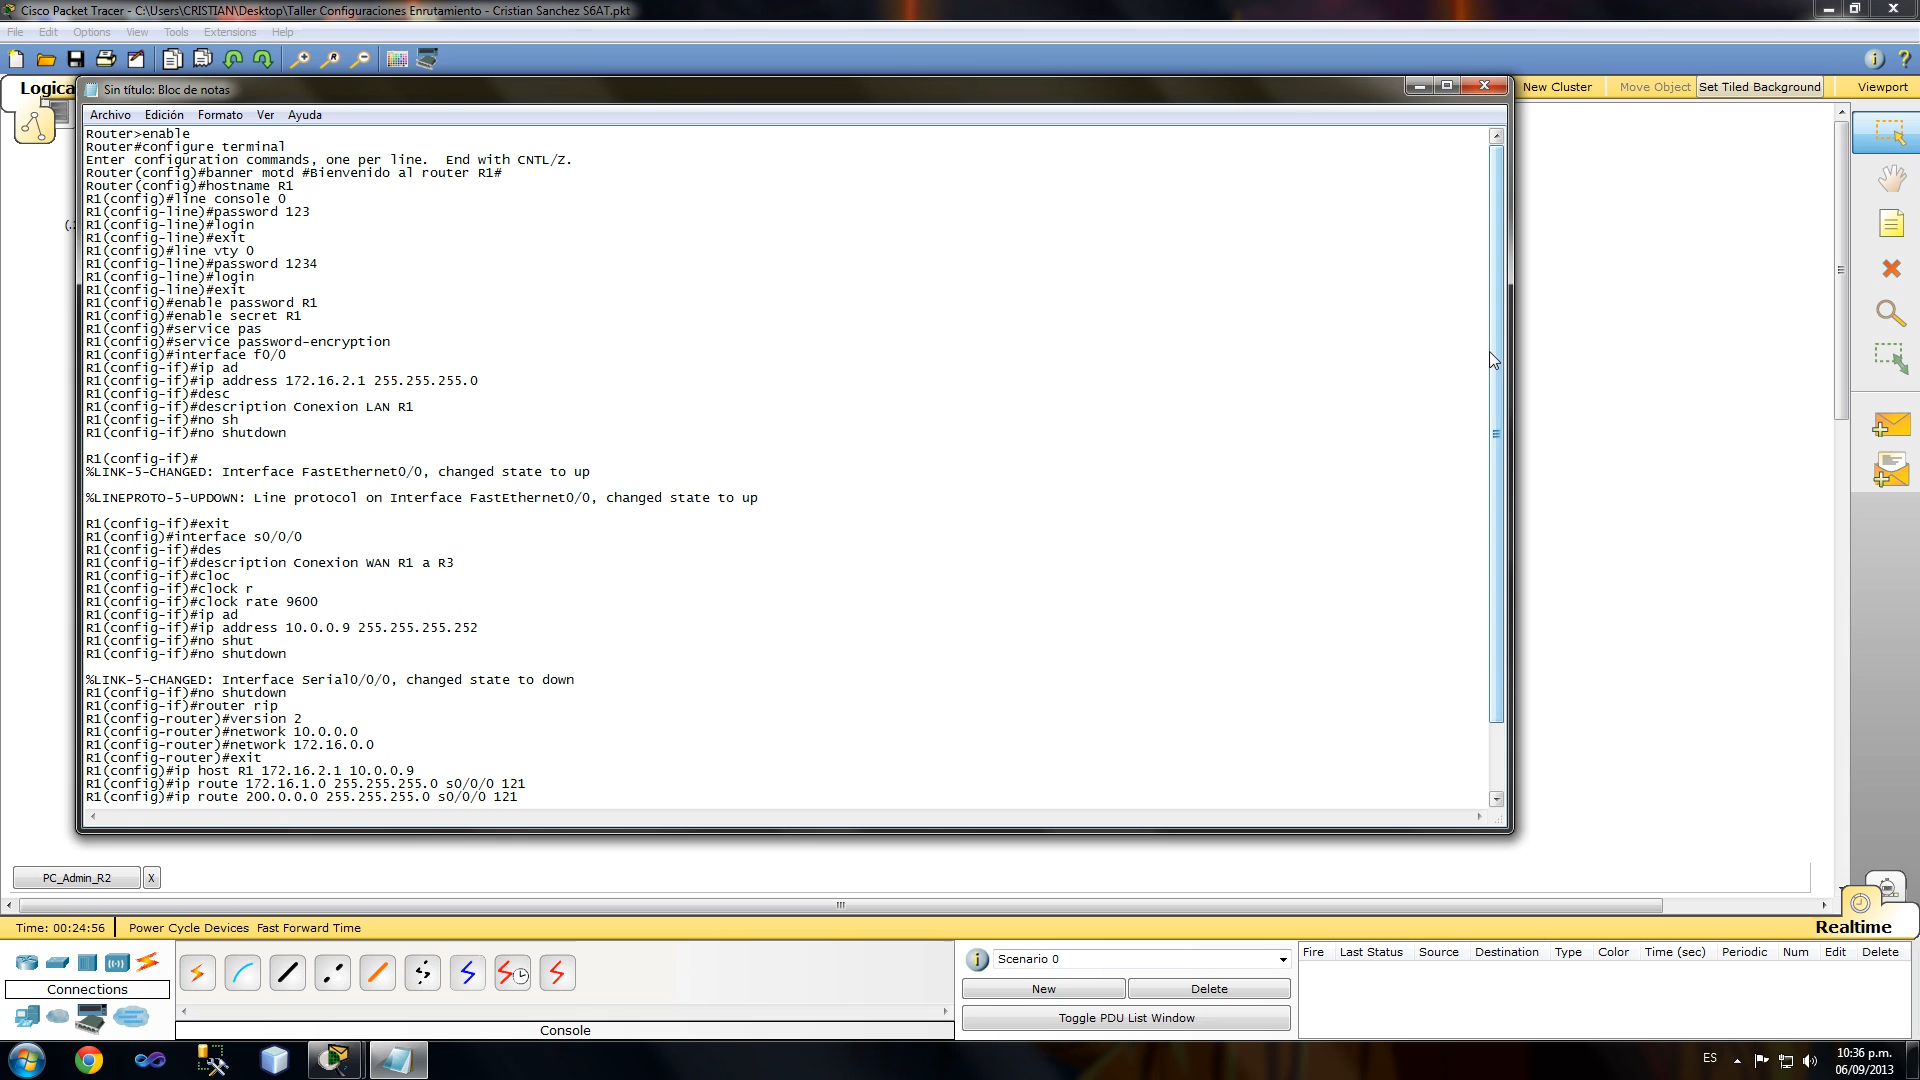 Cisco Packet Tracer - C:\Users\CRISTIAN\Desktop\Taller Configuraciones Enrutamiento - Cristian Sanchez S6AT.pkt
File Edit Options View Tools Extensions Help
Logica
New Cluster Move Object Set Tiled Background Viewport
Sin título: Bloc de notas
Archivo Edición Formato Ver Ayuda
Router>enable
Router#configure terminal
Enter configuration commands, one per line.  End with CNTL/Z.
Router(config)#banner motd #Bienvenido al router R1#
Router(config)#hostname R1
R1(config)#line console 0
R1(config-line)#password 123
R1(config-line)#login
R1(config-line)#exit
R1(config)#line vty 0
R1(config-line)#password 1234
R1(config-line)#login
R1(config-line)#exit
R1(config)#enable password R1
R1(config)#enable secret R1
R1(config)#service pas
R1(config)#service password-encryption
R1(config)#interface f0/0
R1(config-if)#ip ad
R1(config-if)#ip address 172.16.2.1 255.255.255.0
R1(config-if)#desc
R1(config-if)#description Conexion LAN R1
R1(config-if)#no sh
R1(config-if)#no shutdown
R1(config-if)#
%LINK-5-CHANGED: Interface FastEthernet0/0, changed state to up
%LINEPROTO-5-UPDOWN: Line protocol on Interface FastEthernet0/0, changed state to up
R1(config-if)#exit
R1(config)#interface s0/0/0
R1(config-if)#des
R1(config-if)#description Conexion WAN R1 a R3
R1(config-if)#cloc
R1(config-if)#clock r
R1(config-if)#clock rate 9600
R1(config-if)#ip ad
R1(config-if)#ip address 10.0.0.9 255.255.255.252
R1(config-if)#no shut
R1(config-if)#no shutdown
%LINK-5-CHANGED: Interface Serial0/0/0, changed state to down
R1(config-if)#no shutdown
R1(config-if)#router rip
R1(config-router)#version 2
R1(config-router)#network 10.0.0.0
R1(config-router)#network 172.16.0.0
R1(config-router)#exit
R1(config)#ip host R1 172.16.2.1 10.0.0.9
R1(config)#ip route 172.16.1.0 255.255.255.0 s0/0/0 121
R1(config)#ip route 200.0.0.0 255.255.255.0 s0/0/0 121
PC_Admin_R2 X
Time: 00:24:56 Power Cycle Devices Fast Forward Time
Realtime
Connections
Console
Scenario 0
New Delete
Toggle PDU List Window
Fire Last Status Source Destination Type Color Time (sec) Periodic Num Edit Delete
ES
10:36 p.m.
06/09/2013